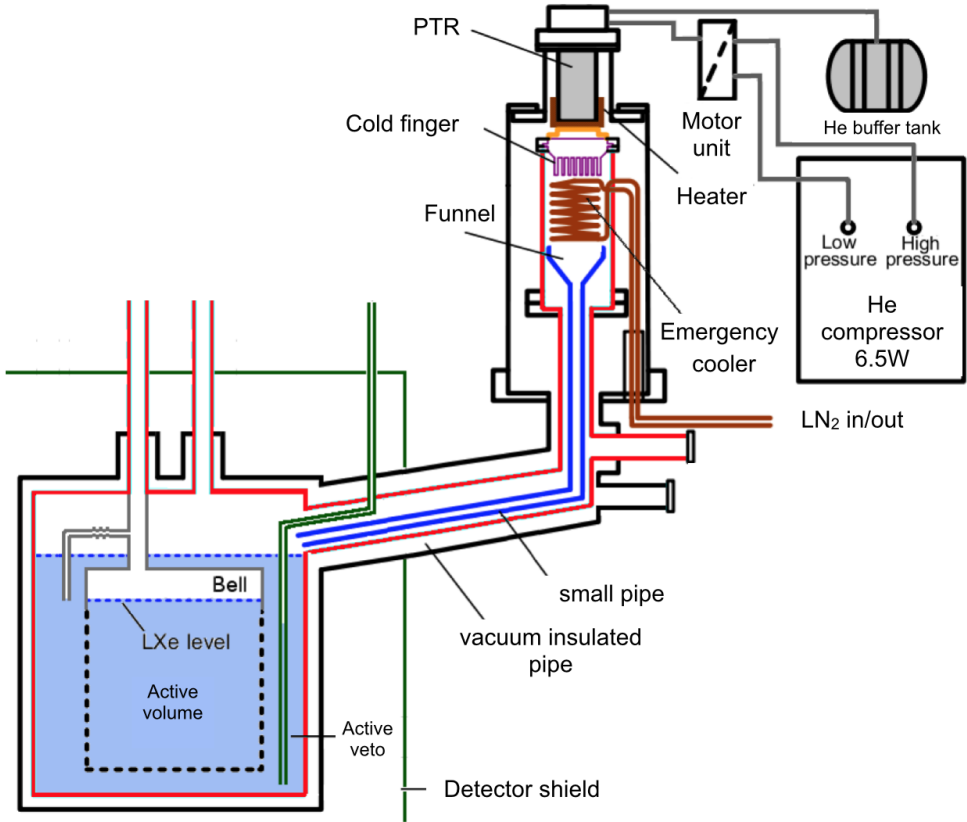 PTR
He buffer tank
Motor
unit
Cold finger
Heater
Funnel
Low
pressure
High
pressure
He
compressor
6.5W
Emergency
cooler
LN₂ in/out
Bell
LXe level
small pipe
vacuum insulated
pipe
Active
volume
Active
veto
Detector shield